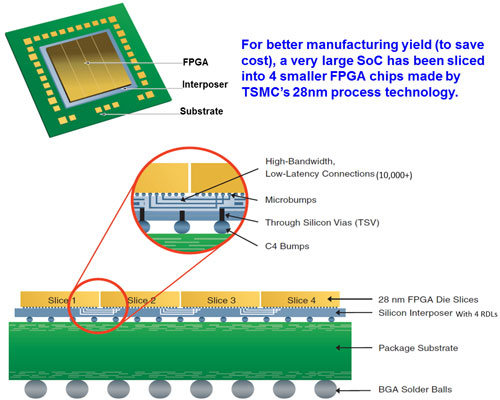 For better manufacturing yield (to save
cost), a very large SoC has been sliced
into 4 smaller FPGA chips made by
TSMC's 28nm process technology.
FPGA
Interposer
Substrate
High-Bandwidth,
Low-Latency Connections (10,000+)
Microbumps
Through Silicon Vias (TSV)
C4 Bumps
Slice 1
Slice 2
Slice 3
Slice 4
28 nm FPGA Die Slices
Silicon Interposer With 4 RDLs
Package Substrate
BGA Solder Balls